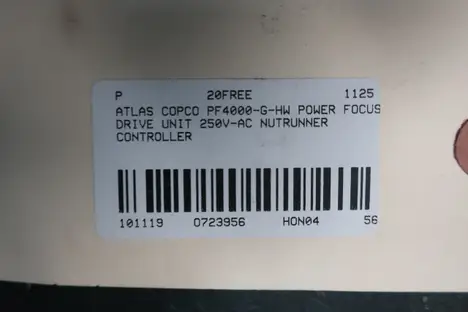 P 20FREE 1125
ATLAS COPCO PF4000-G-HW POWER FOCUS
DRIVE UNIT 250V-AC NUTRUNNER
CONTROLLER
101119 0723956 HON04 56